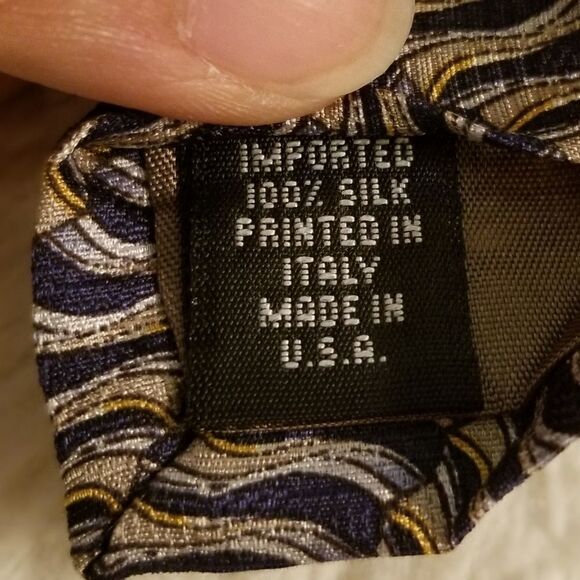 IMPORTED
100% SILK
PRINTED IN
ITALY
MADE IN
U.S.A.